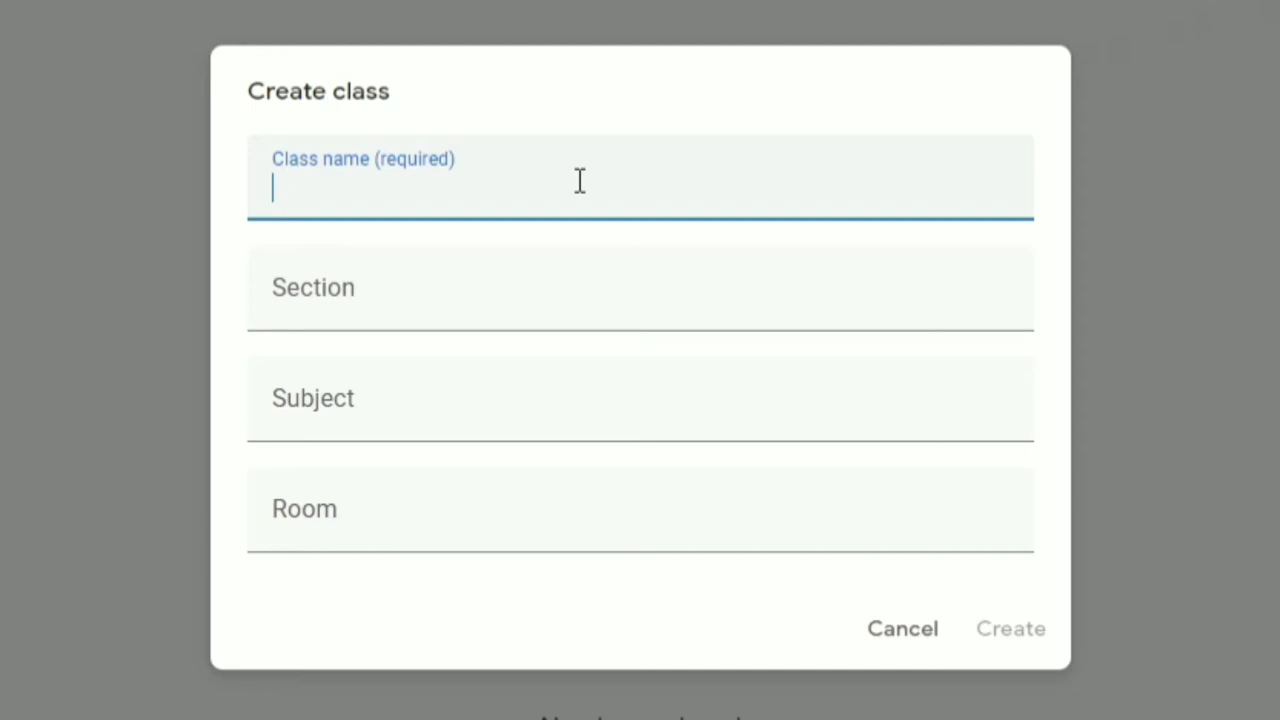 Create class
Class name (required)
Section
Subject
Room
Cancel Create